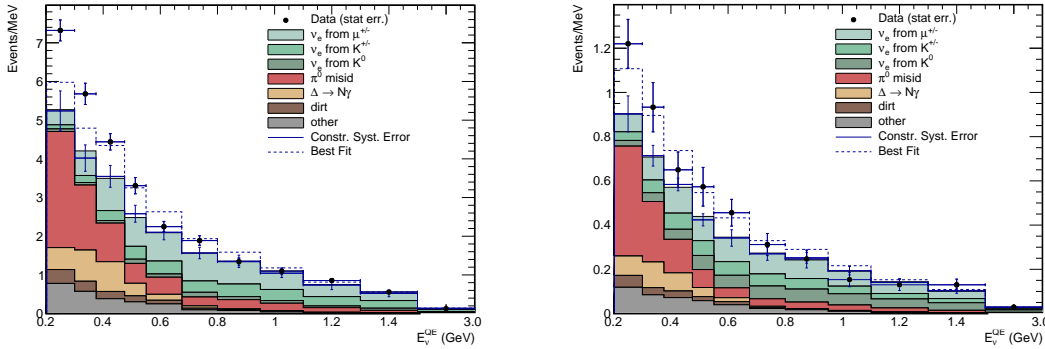 Events/MeV
7
6
5
4
3
2
1
0
Data (stat err.)
νe from μ+/-
νe from K+/-
νe from K0
π0 misid
Δ → Nγ
dirt
other
Constr. Syst. Error
Best Fit
0.2 0.4 0.6 0.8 1 1.2 1.4 3.0
EνQE (GeV)
Events/MeV
1.2
1
0.8
0.6
0.4
0.2
0
Data (stat err.)
νe from μ+/-
νe from K+/-
νe from K0
π0 misid
Δ → Nγ
dirt
other
Constr. Syst. Error
Best Fit
0.2 0.4 0.6 0.8 1 1.2 1.4 3.0
EνQE (GeV)